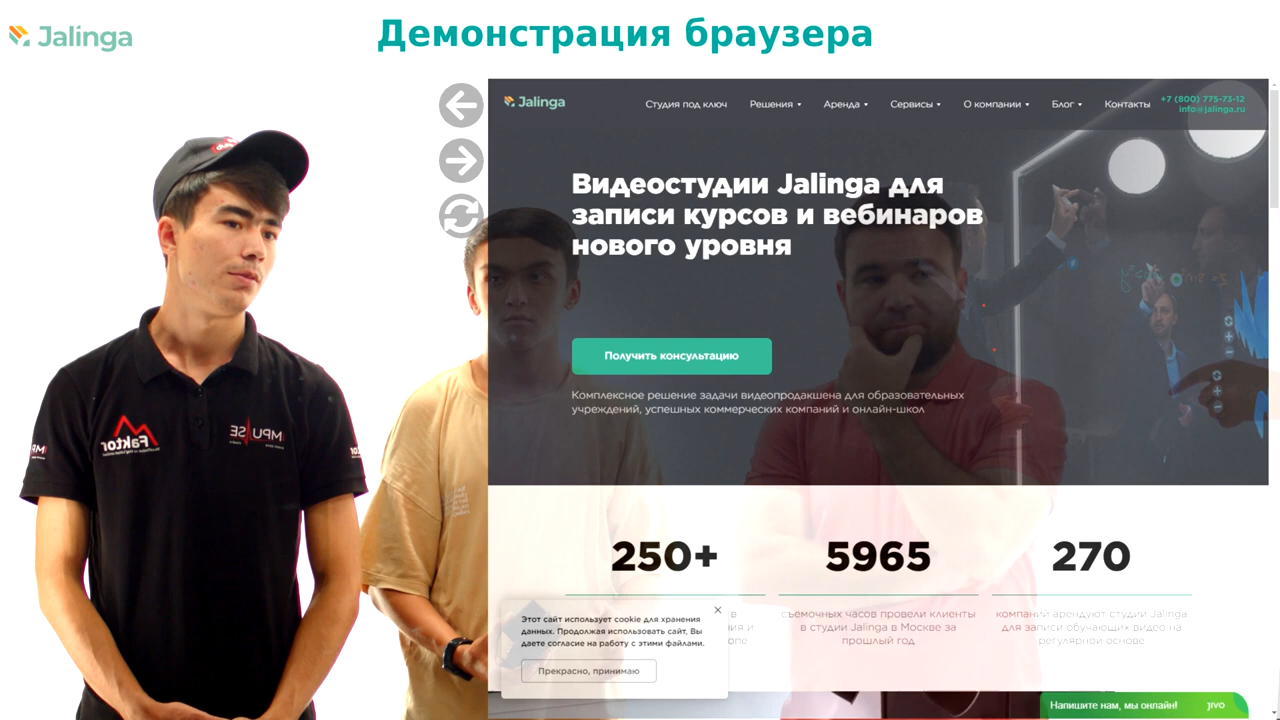 Jalinga
Демонстрация браузера
Jalinga
Студия под ключ
Решения
Аренда
Сервисы
О компании
Блог
Контакты
+7 (800) 775-73-12
info@jalinga.ru
Видеостудии Jalinga для
записи курсов и вебинаров
нового уровня
Получить консультацию
Комплексное решение задачи видеопродакшена для образовательных
учреждений, успешных коммерческих компаний и онлайн-школ
Faktor
IMPULSE
250+
5965
270
съемочных часов провели клиенты
в студии Jalinga в Москве за
прошлый год
компаний арендуют студии Jalinga
для записи обучающих видео на
регулярной основе
Этот сайт использует cookie для хранения
данных. Продолжая использовать сайт, Вы
даете согласие на работу с этими файлами.
Прекрасно, принимаю
Напишите нам, мы онлайн!
jivo